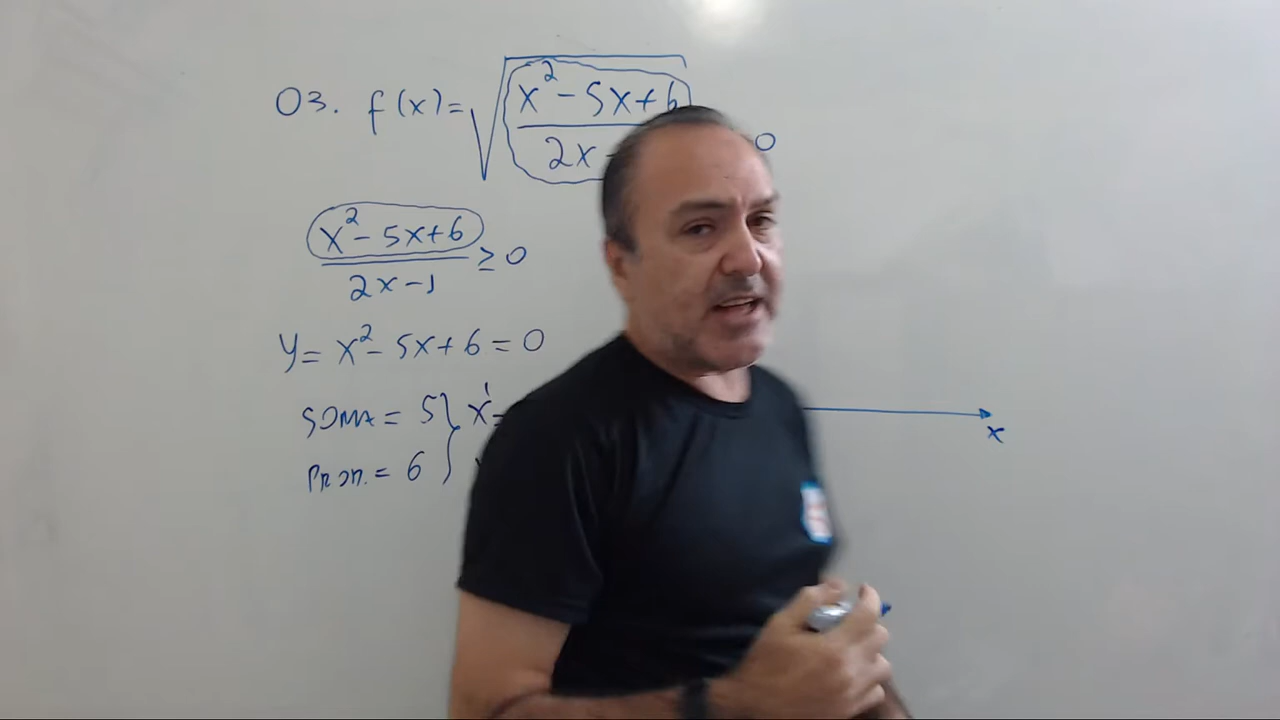 03. f(x)=√(x²-5x+6 / 2x-
0
x²-5x+6 / 2x-1 ≥ 0
y= x²-5x+6=0
SOMA = 5 } x'=
PROD. = 6
x